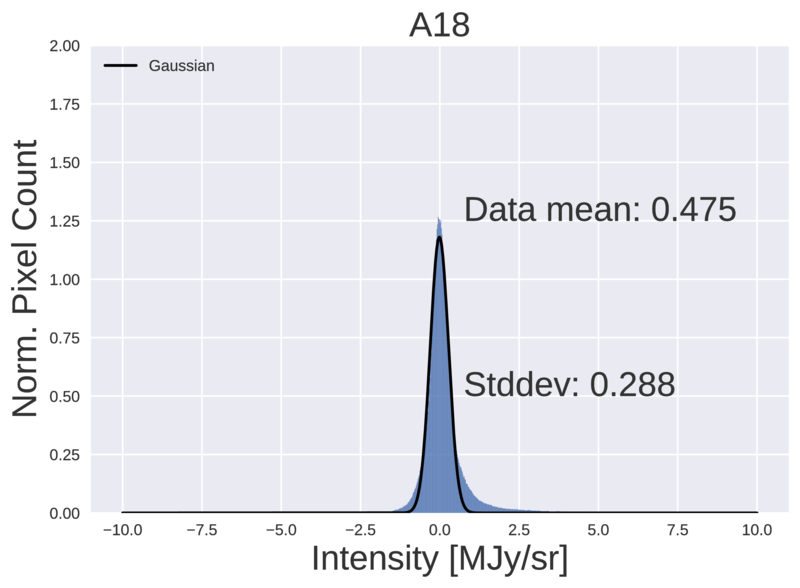 A18
2.00
1.75
1.50
1.25
1.00
0.75
0.50
0.25
0.00
Norm. Pixel Count
Gaussian
Data mean: 0.475
Stddev: 0.288
−10.0 −7.5 −5.0 −2.5 0.0 2.5 5.0 7.5 10.0
Intensity [MJy/sr]